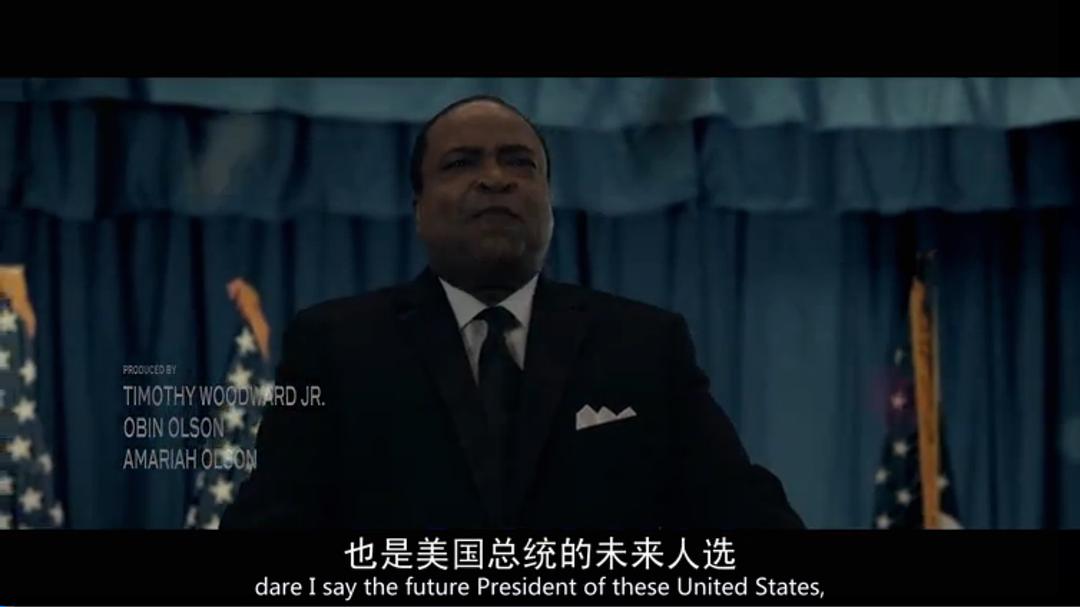 PRODUCED BY
TIMOTHY WOODWARD JR.
OBIN OLSON
AMARIAH OLSON
也是美国总统的未来人选
dare I say the future President of these United States,